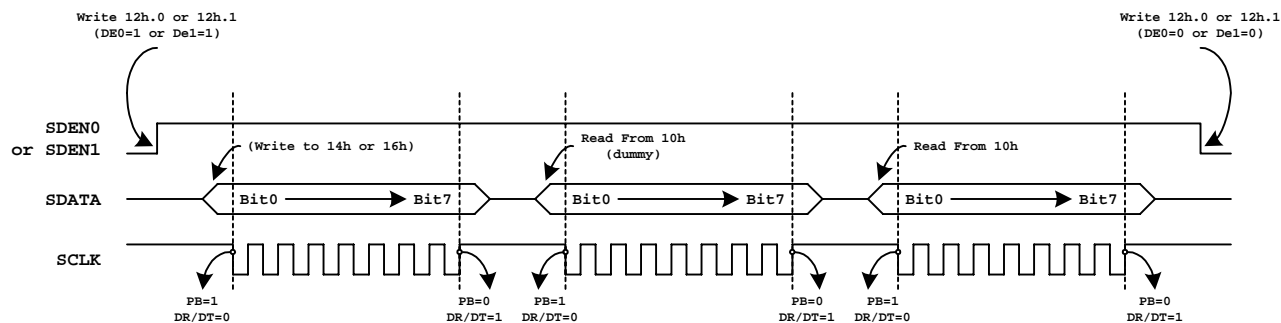 Write 12h.0 or 12h.1
(DE0=1 or De1=1)
Write 12h.0 or 12h.1
(DE0=0 or De1=0)
SDEN0
or SDEN1
(Write to 14h or 16h)
Read From 10h
(dummy)
Read From 10h
SDATA
Bit0
Bit7
Bit0
Bit7
Bit0
Bit7
SCLK
PB=1
DR/DT=0
PB=0
DR/DT=1
PB=1
DR/DT=0
PB=0
DR/DT=1
PB=1
DR/DT=0
PB=0
DR/DT=1